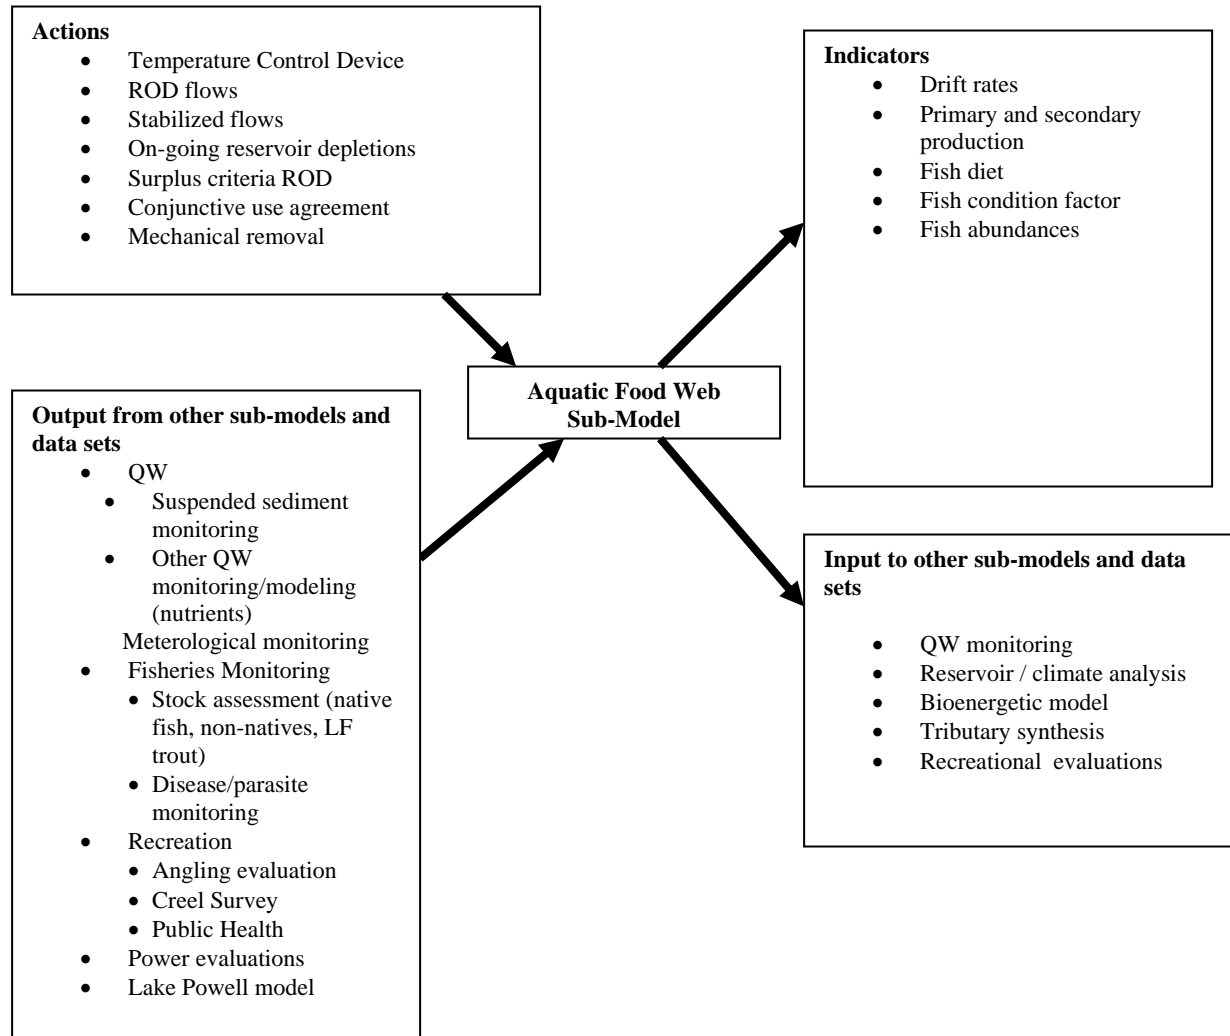 Actions
• Temperature Control Device
• ROD flows
• Stabilized flows
• On-going reservoir depletions
• Surplus criteria ROD
• Conjunctive use agreement
• Mechanical removal
Indicators
• Drift rates
• Primary and secondary
production
• Fish diet
• Fish condition factor
• Fish abundances
Aquatic Food Web
Sub-Model
Output from other sub-models and
data sets
• QW
• Suspended sediment
monitoring
• Other QW
monitoring/modeling
(nutrients)
Meterological monitoring
• Fisheries Monitoring
• Stock assessment (native
fish, non-natives, LF
trout)
• Disease/parasite
monitoring
• Recreation
• Angling evaluation
• Creel Survey
• Public Health
• Power evaluations
• Lake Powell model
Input to other sub-models and data
sets
• QW monitoring
• Reservoir / climate analysis
• Bioenergetic model
• Tributary synthesis
• Recreational evaluations